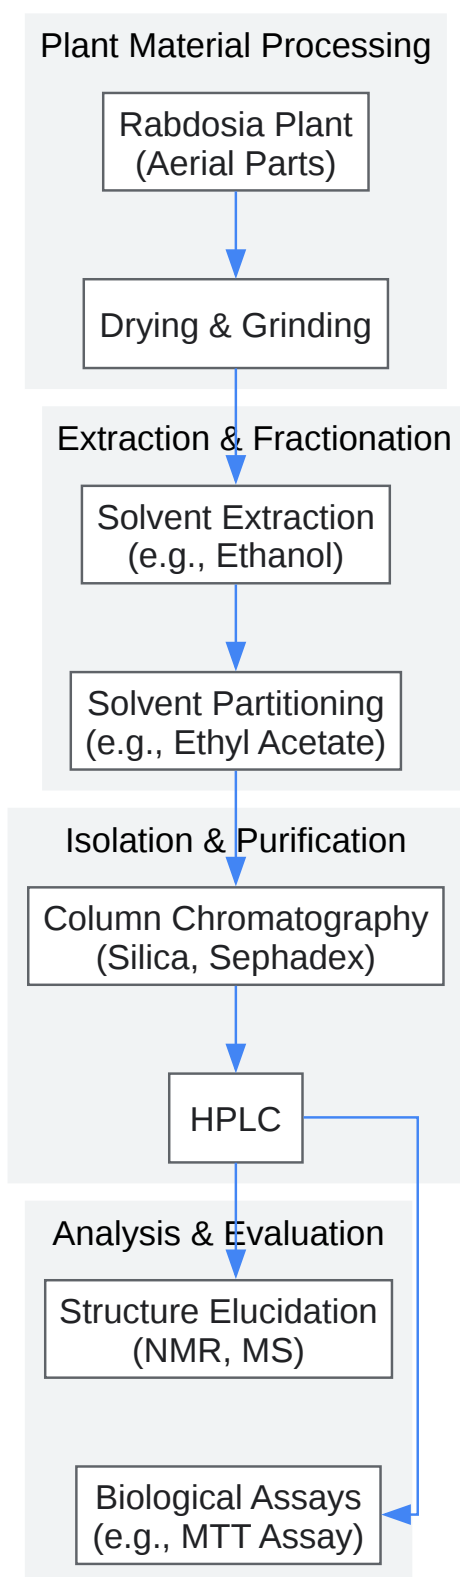 Plant Material Processing
Rabdosia Plant
(Aerial Parts)
Drying & Grinding
Extraction & Fractionation
Solvent Extraction
(e.g., Ethanol)
Solvent Partitioning
(e.g., Ethyl Acetate)
Isolation & Purification
Column Chromatography
(Silica, Sephadex)
HPLC
Analysis & Evaluation
Structure Elucidation
(NMR, MS)
Biological Assays
(e.g., MTT Assay)